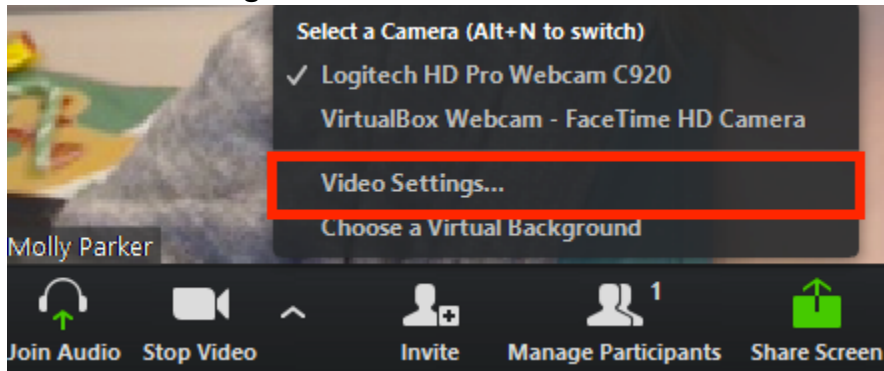 Select a Camera (Alt+N to switch)
✓ Logitech HD Pro Webcam C920
VirtualBox Webcam - FaceTime HD Camera
Video Settings...
Choose a Virtual Background
Molly Parker
1
Join Audio Stop Video Invite Manage Participants Share Screen